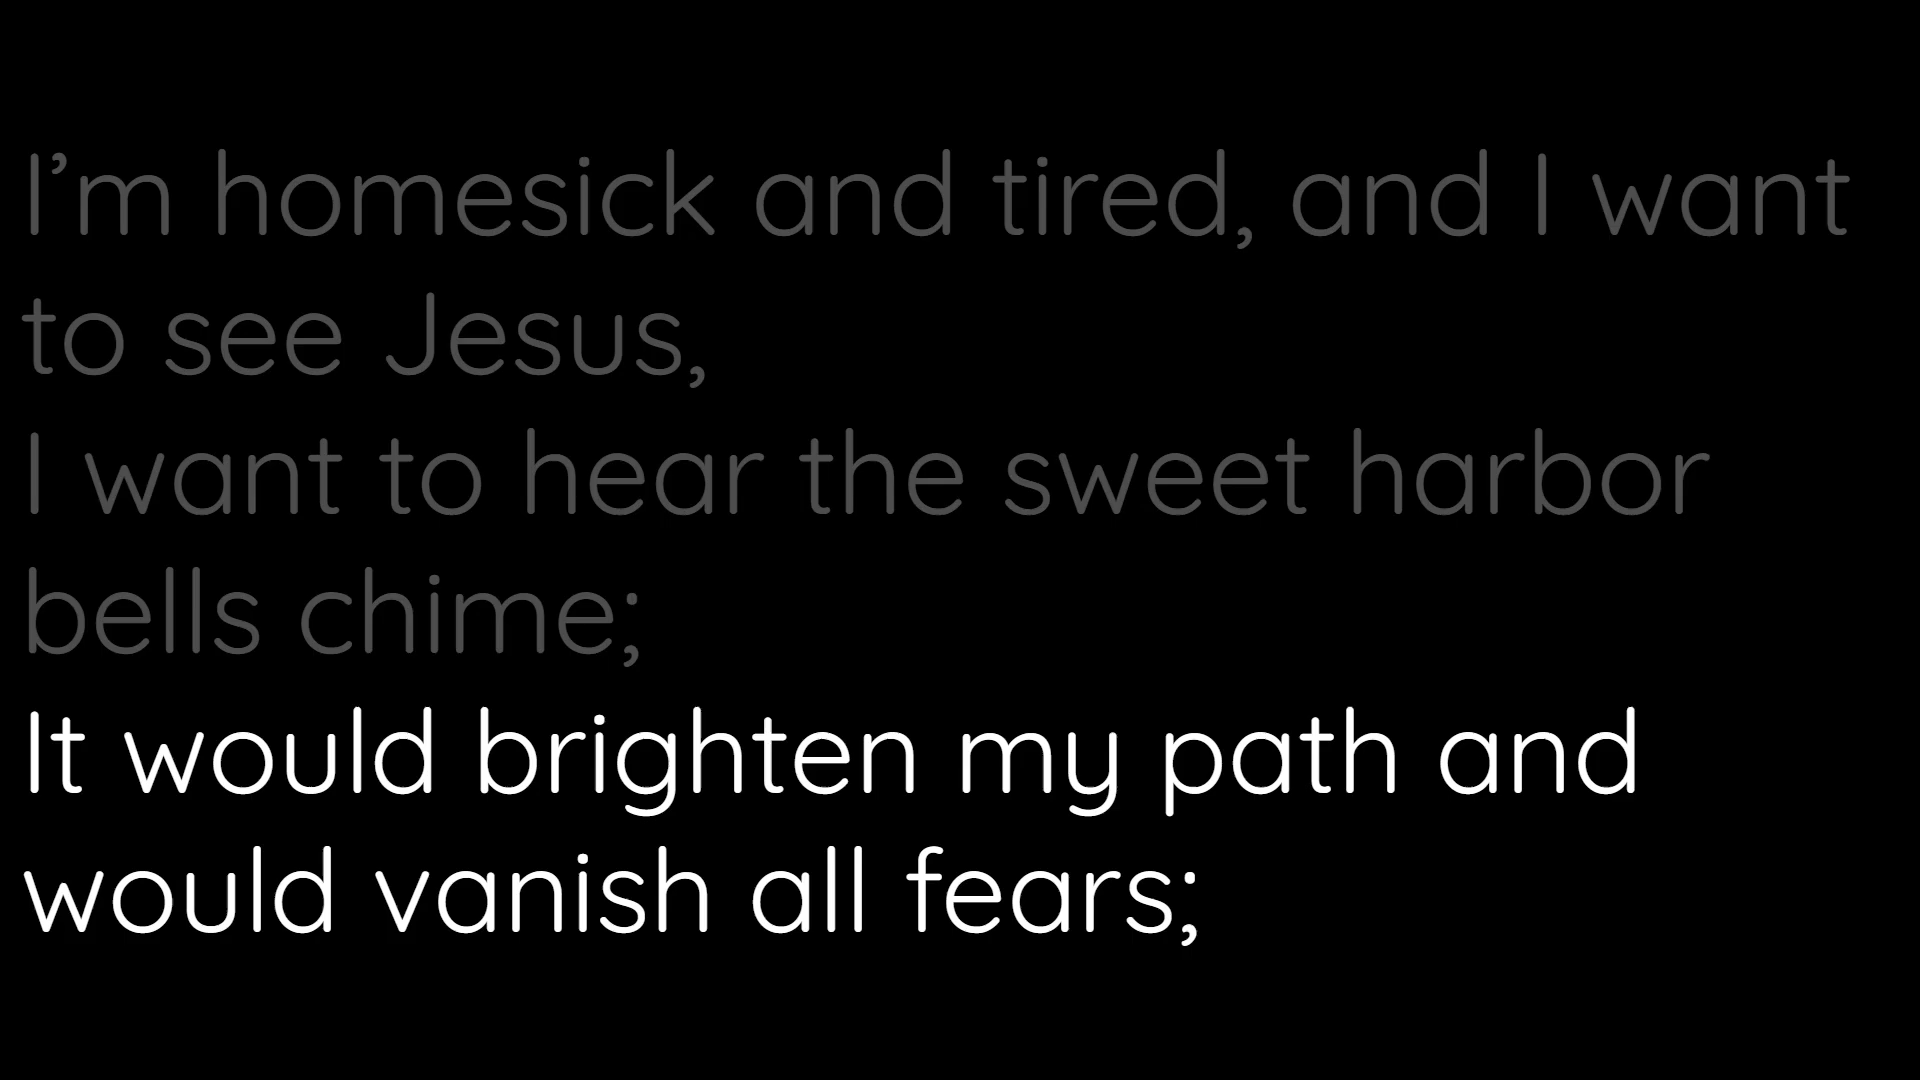 I’m homesick and tired, and I want
to see Jesus,
I want to hear the sweet harbor
bells chime;
It would brighten my path and
would vanish all fears;